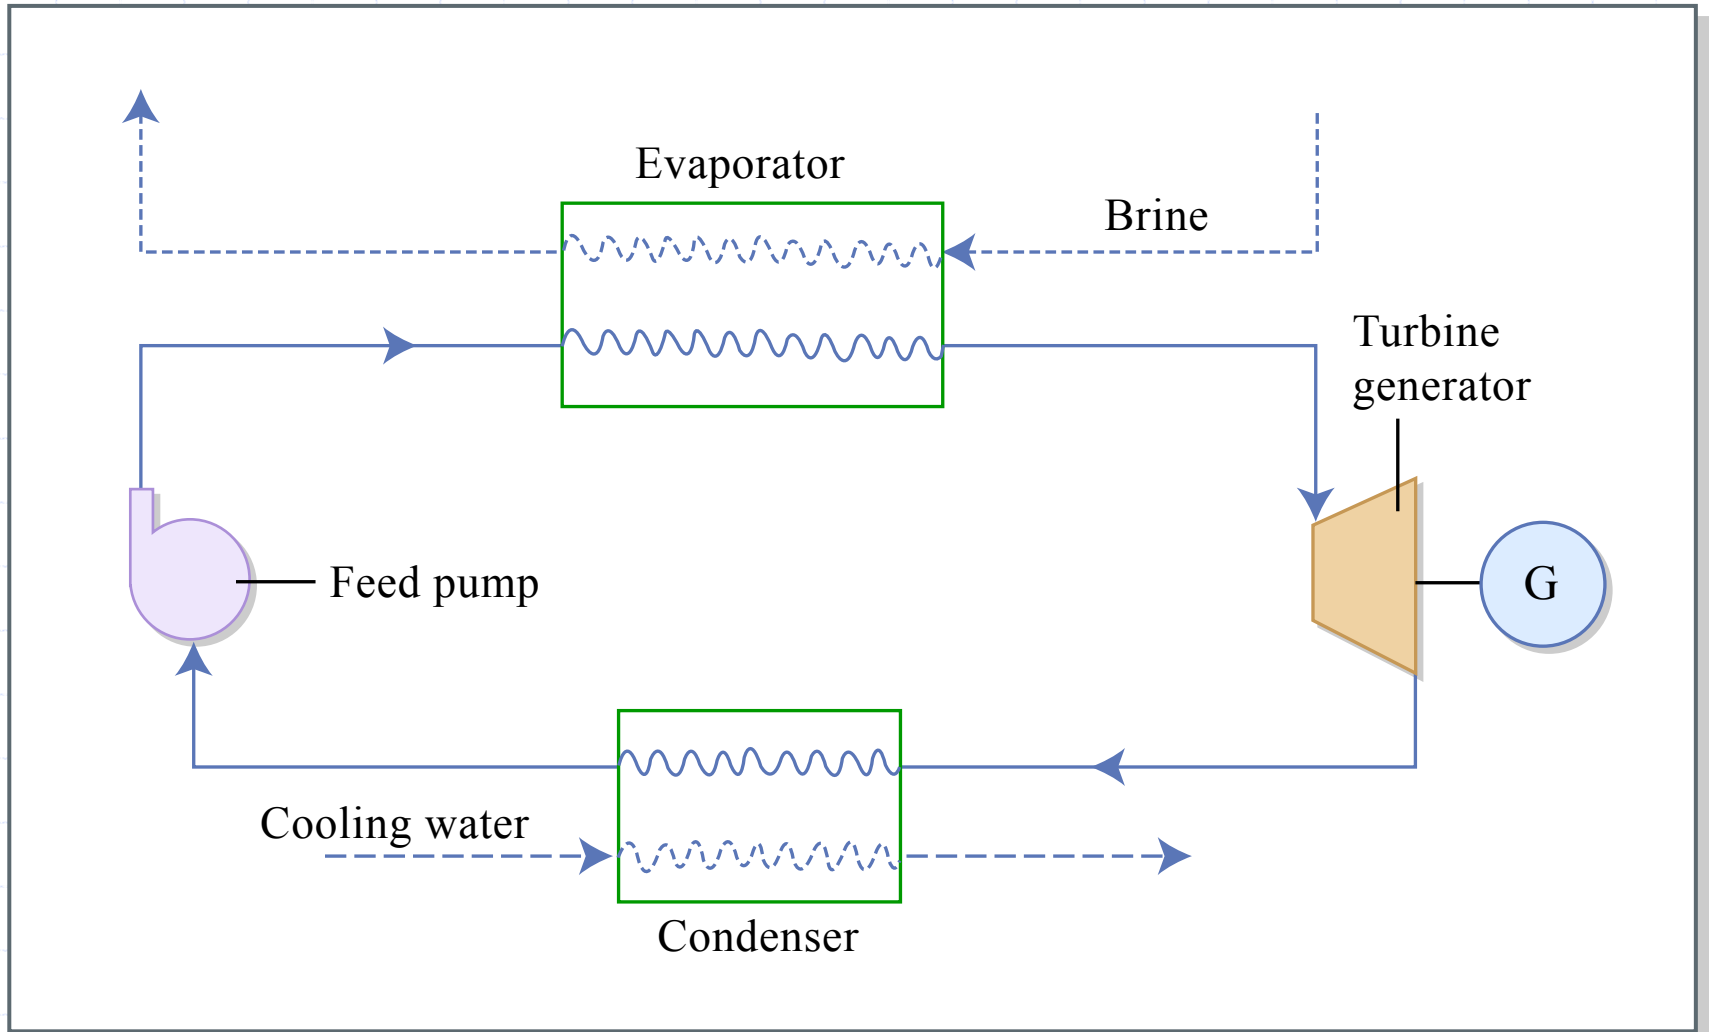 Evaporator
Brine
Turbine
generator
Feed pump
G
Cooling water
Condenser